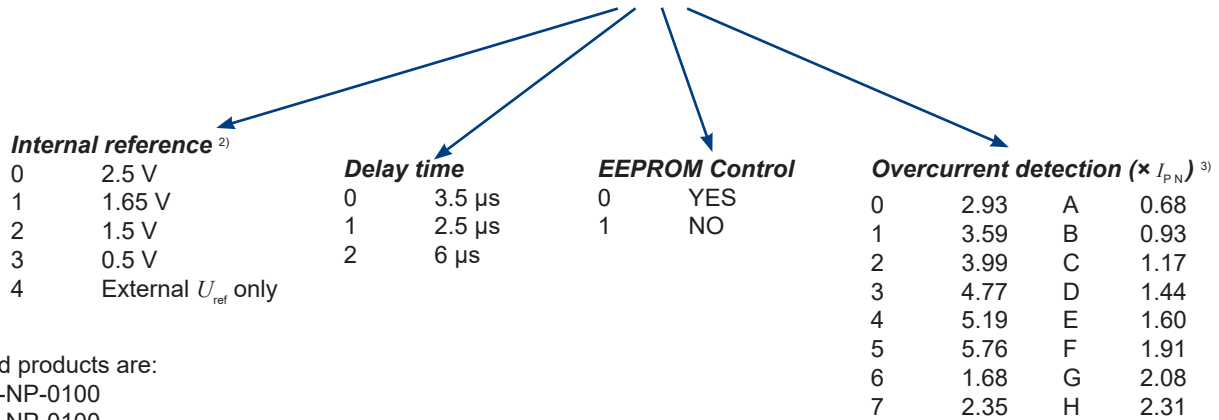 Internal reference 2)
0 2.5 V
1 1.65 V
2 1.5 V
3 0.5 V
4 External U_ref only
Delay time
0 3.5 µs
1 2.5 µs
2 6 µs
EEPROM Control
0 YES
1 NO
Overcurrent detection (× I_PN) 3)
0 2.93 A 0.68
1 3.59 B 0.93
2 3.99 C 1.17
3 4.77 D 1.44
4 5.19 E 1.60
5 5.76 F 1.91
6 1.68 G 2.08
7 2.35 H 2.31
d products are:
-NP-0100
-NP-0100